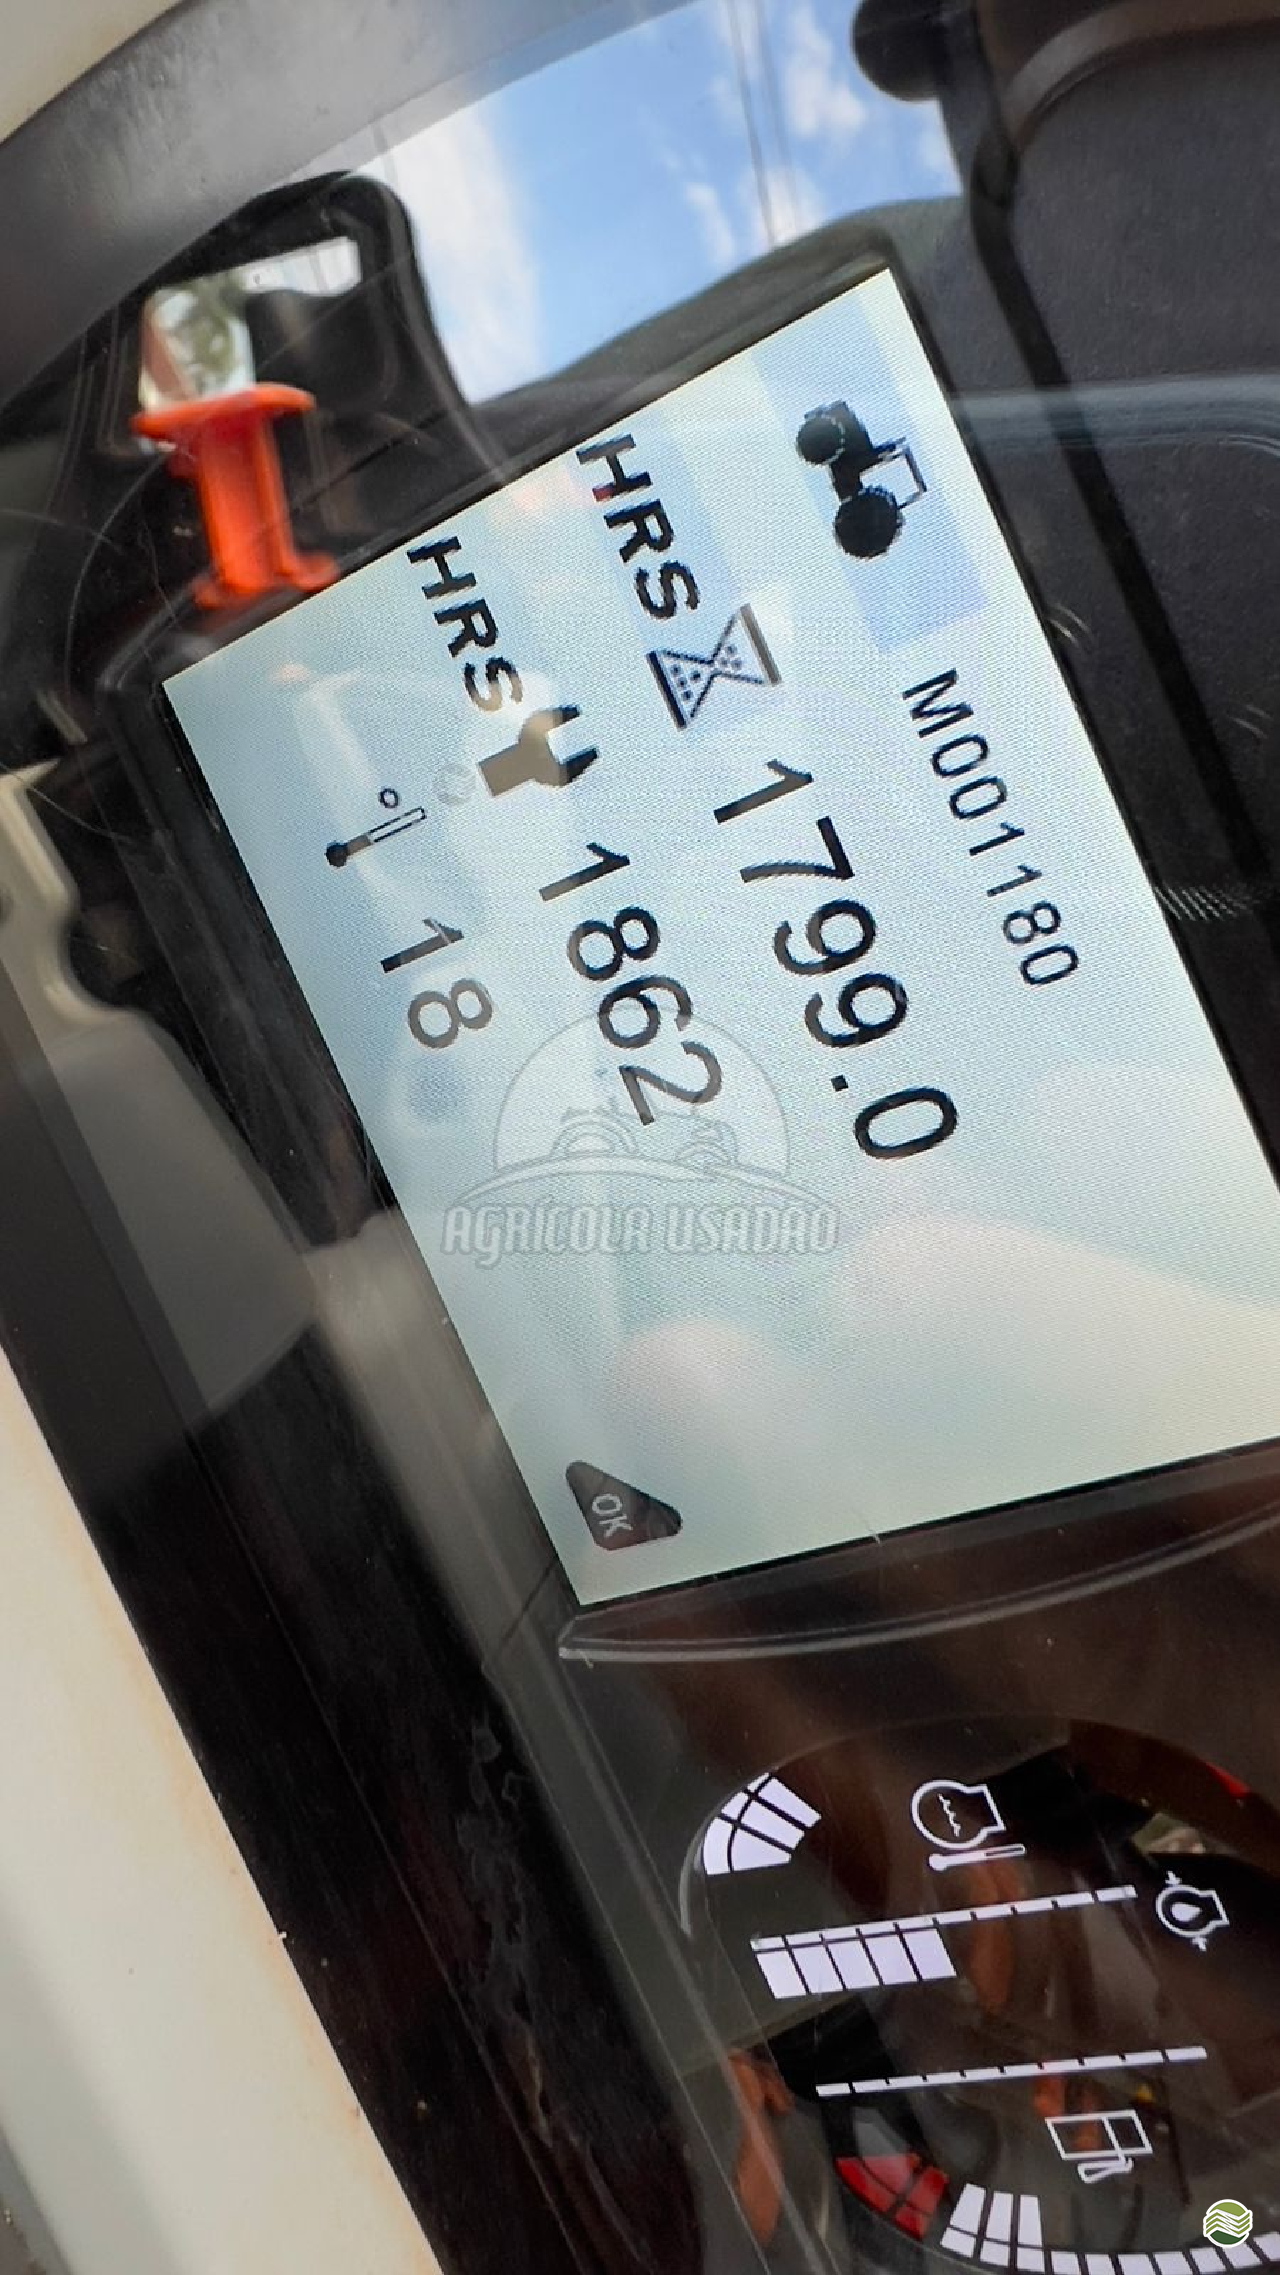 M001180
HRS 1799.0
HRS 1862
° 18
OK
AGRÍCOLA USADÃO